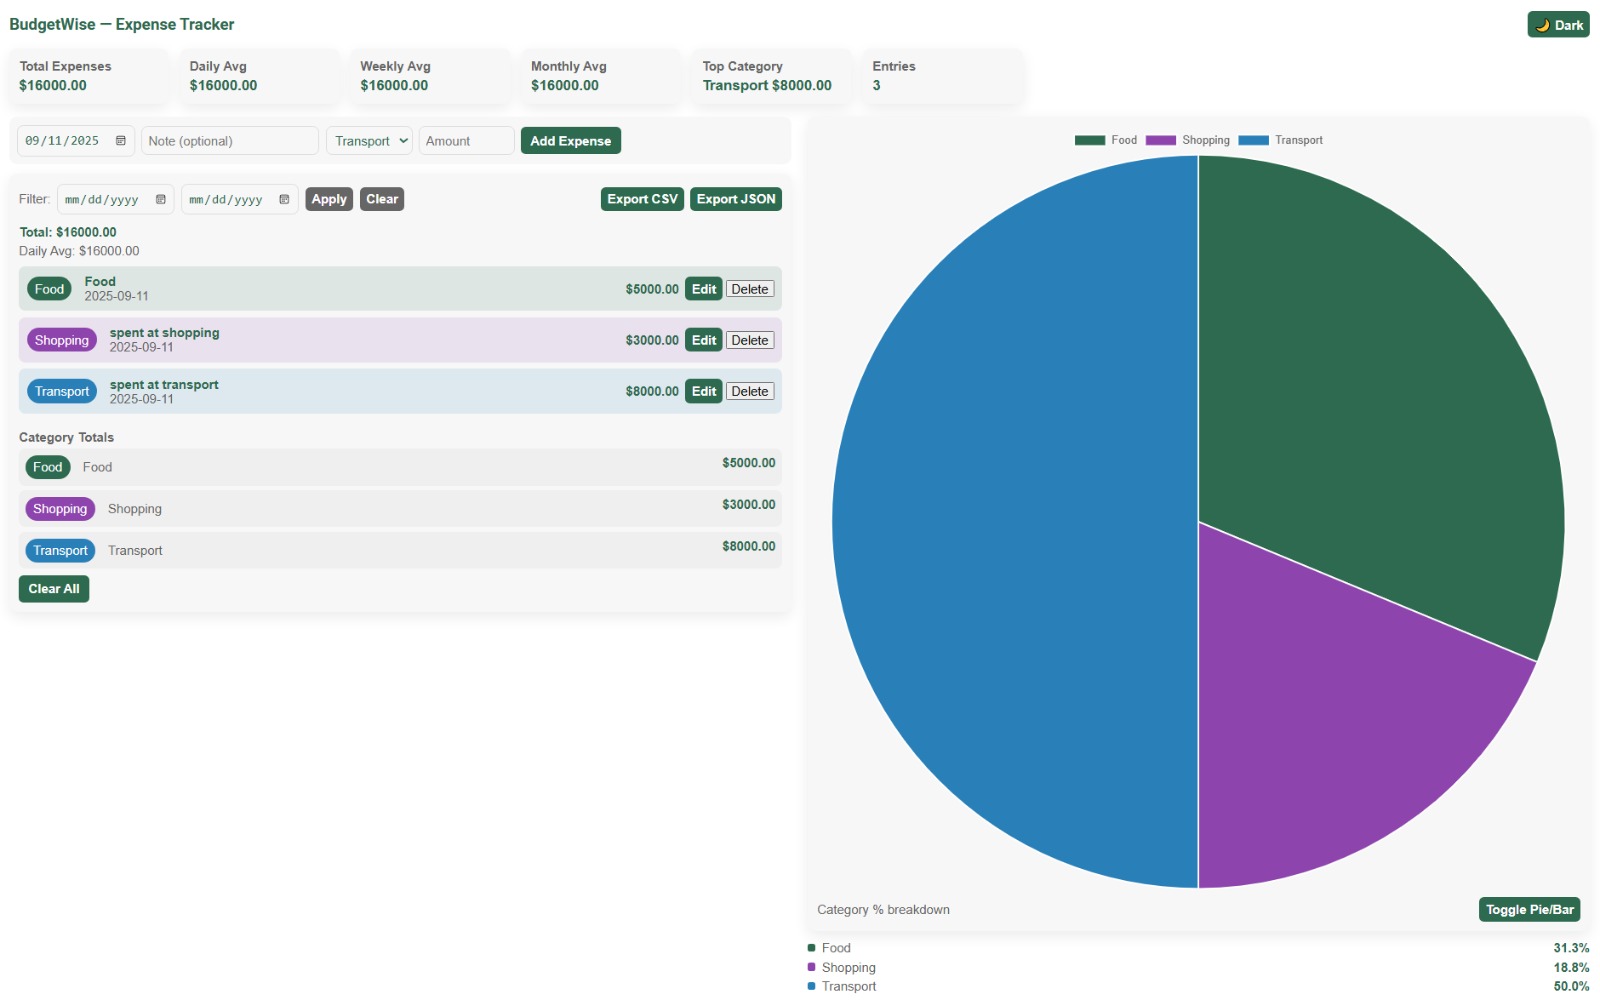 BudgetWise — Expense Tracker
🌙 Dark
Total Expenses
$16000.00
Daily Avg
$16000.00
Weekly Avg
$16000.00
Monthly Avg
$16000.00
Top Category
Transport $8000.00
Entries
3
09/11/2025 Note (optional) Transport Amount Add Expense
Filter: mm/dd/yyyy mm/dd/yyyy Apply Clear Export CSV Export JSON
Total: $16000.00
Daily Avg: $16000.00
Food Food $5000.00 Edit Delete
2025-09-11
Shopping spent at shopping $3000.00 Edit Delete
2025-09-11
Transport spent at transport $8000.00 Edit Delete
2025-09-11
Category Totals
Food Food $5000.00
Shopping Shopping $3000.00
Transport Transport $8000.00
Clear All
Food Shopping Transport
Category % breakdown Toggle Pie/Bar
Food 31.3%
Shopping 18.8%
Transport 50.0%